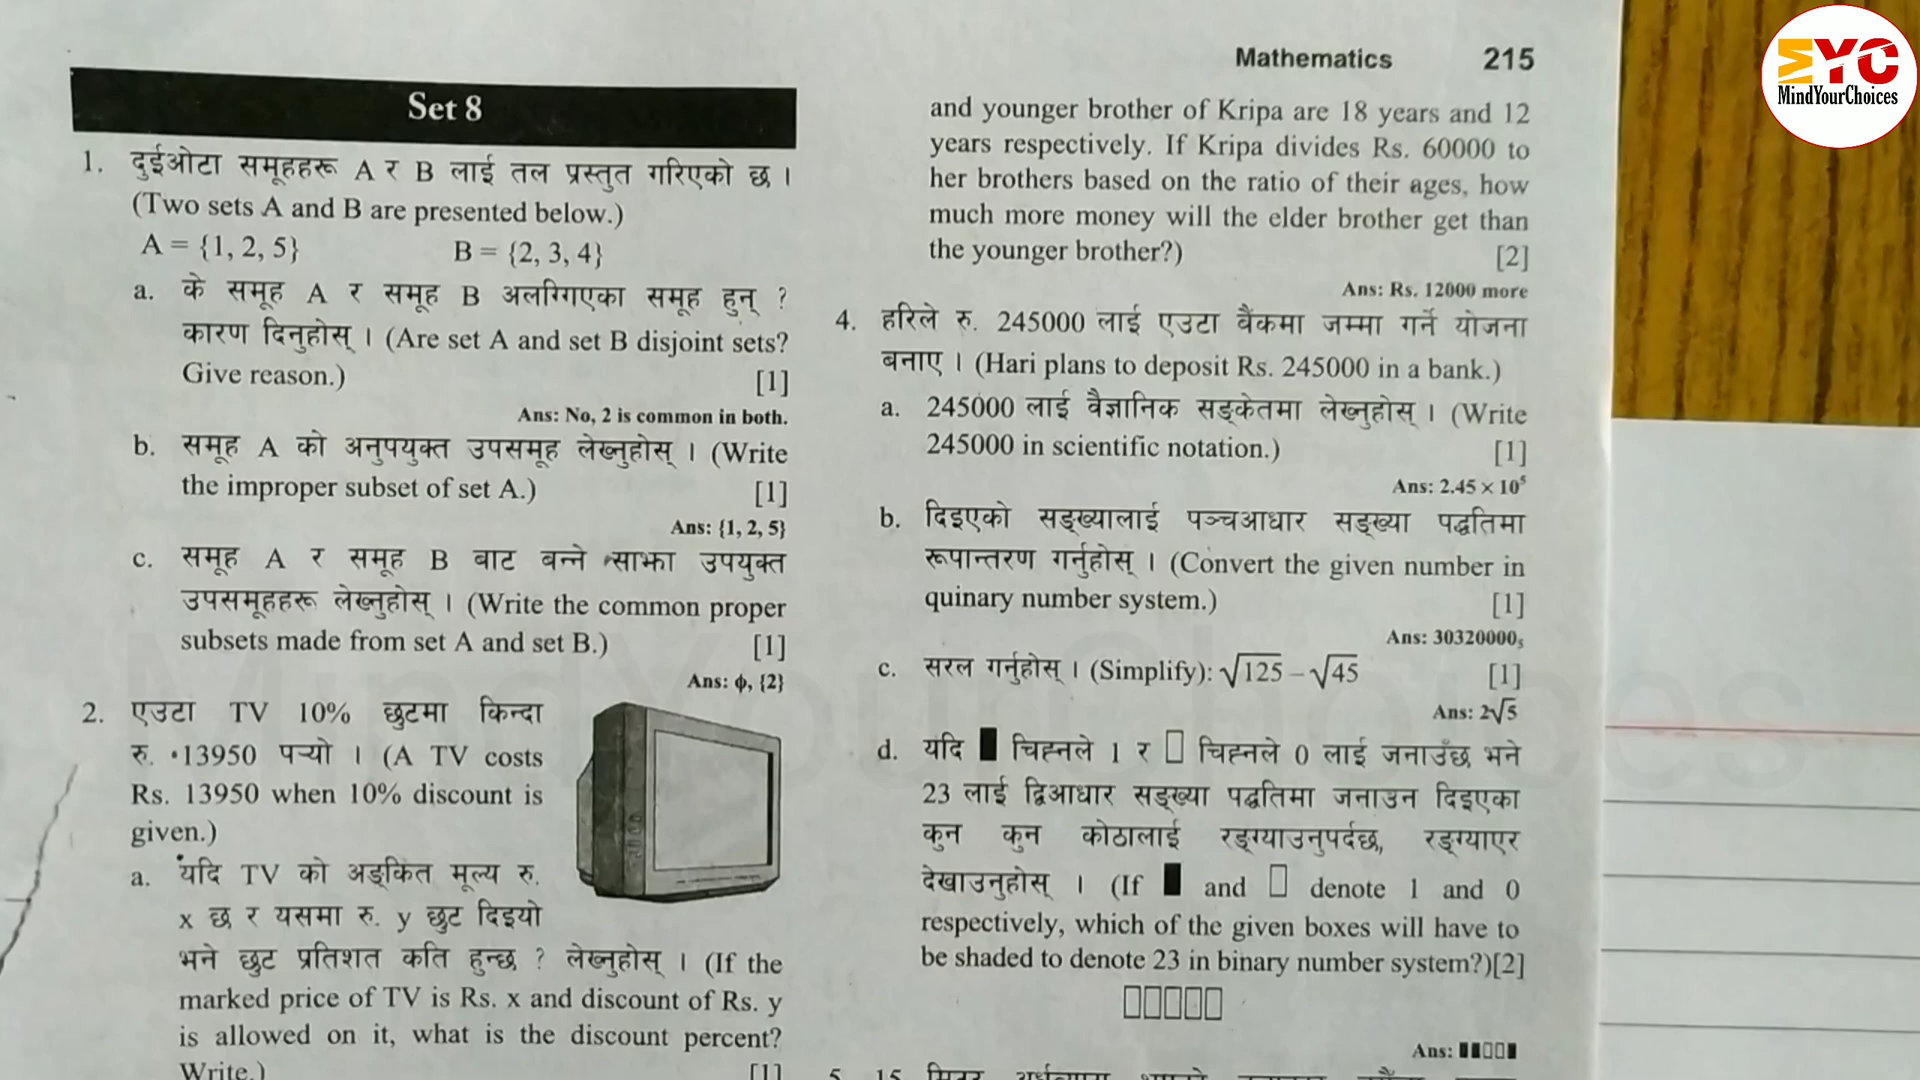 Mathematics 215
MYC
MindYourChoices
Set 8
1. दुईओटा समूहहरू A र B लाई तल प्रस्तुत गरिएको छ ।
(Two sets A and B are presented below.)
A = {1, 2, 5} B = {2, 3, 4}
a. के समूह A र समूह B अलग्गिएका समूह हुन् ?
कारण दिनुहोस् । (Are set A and set B disjoint sets?
Give reason.) [1]
Ans: No, 2 is common in both.
b. समूह A को अनुपयुक्त उपसमूह लेख्नुहोस् । (Write
the improper subset of set A.) [1]
Ans: {1, 2, 5}
c. समूह A र समूह B बाट बन्ने साझा उपयुक्त
उपसमूहहरू लेख्नुहोस् । (Write the common proper
subsets made from set A and set B.) [1]
Ans: ϕ, {2}
2. एउटा TV 10% छुटमा किन्दा
रु. 13950 पर्‍यो । (A TV costs
Rs. 13950 when 10% discount is
given.)
a. यदि TV को अङ्कित मूल्य रु.
x छ र यसमा रु. y छुट दिइयो
भने छुट प्रतिशत कति हुन्छ ? लेख्नुहोस् । (If the
marked price of TV is Rs. x and discount of Rs. y
is allowed on it, what is the discount percent?
Write.) [1]
and younger brother of Kripa are 18 years and 12
years respectively. If Kripa divides Rs. 60000 to
her brothers based on the ratio of their ages, how
much more money will the elder brother get than
the younger brother?) [2]
Ans: Rs. 12000 more
4. हरिले रु. 245000 लाई एउटा बैंकमा जम्मा गर्ने योजना
बनाए । (Hari plans to deposit Rs. 245000 in a bank.)
a. 245000 लाई वैज्ञानिक सङ्केतमा लेख्नुहोस् । (Write
245000 in scientific notation.) [1]
Ans: 2.45 × 10⁵
b. दिइएको सङ्ख्यालाई पञ्चआधार सङ्ख्या पद्धतिमा
रूपान्तरण गर्नुहोस् । (Convert the given number in
quinary number system.) [1]
Ans: 30320000₅
c. सरल गर्नुहोस् । (Simplify): √125 – √45 [1]
Ans: 2√5
d. यदि ▮ चिह्नले 1 र ▯ चिह्नले 0 लाई जनाउँछ भने
23 लाई द्विआधार सङ्ख्या पद्धतिमा जनाउन दिइएका
कुन कुन कोठालाई रङ्ग्याउनुपर्दछ, रङ्ग्याएर
देखाउनुहोस् । (If ▮ and ▯ denote 1 and 0
respectively, which of the given boxes will have to
be shaded to denote 23 in binary number system?)[2]
▯▯▯▯▯
Ans: ▮▮▯▯▮
5. 15